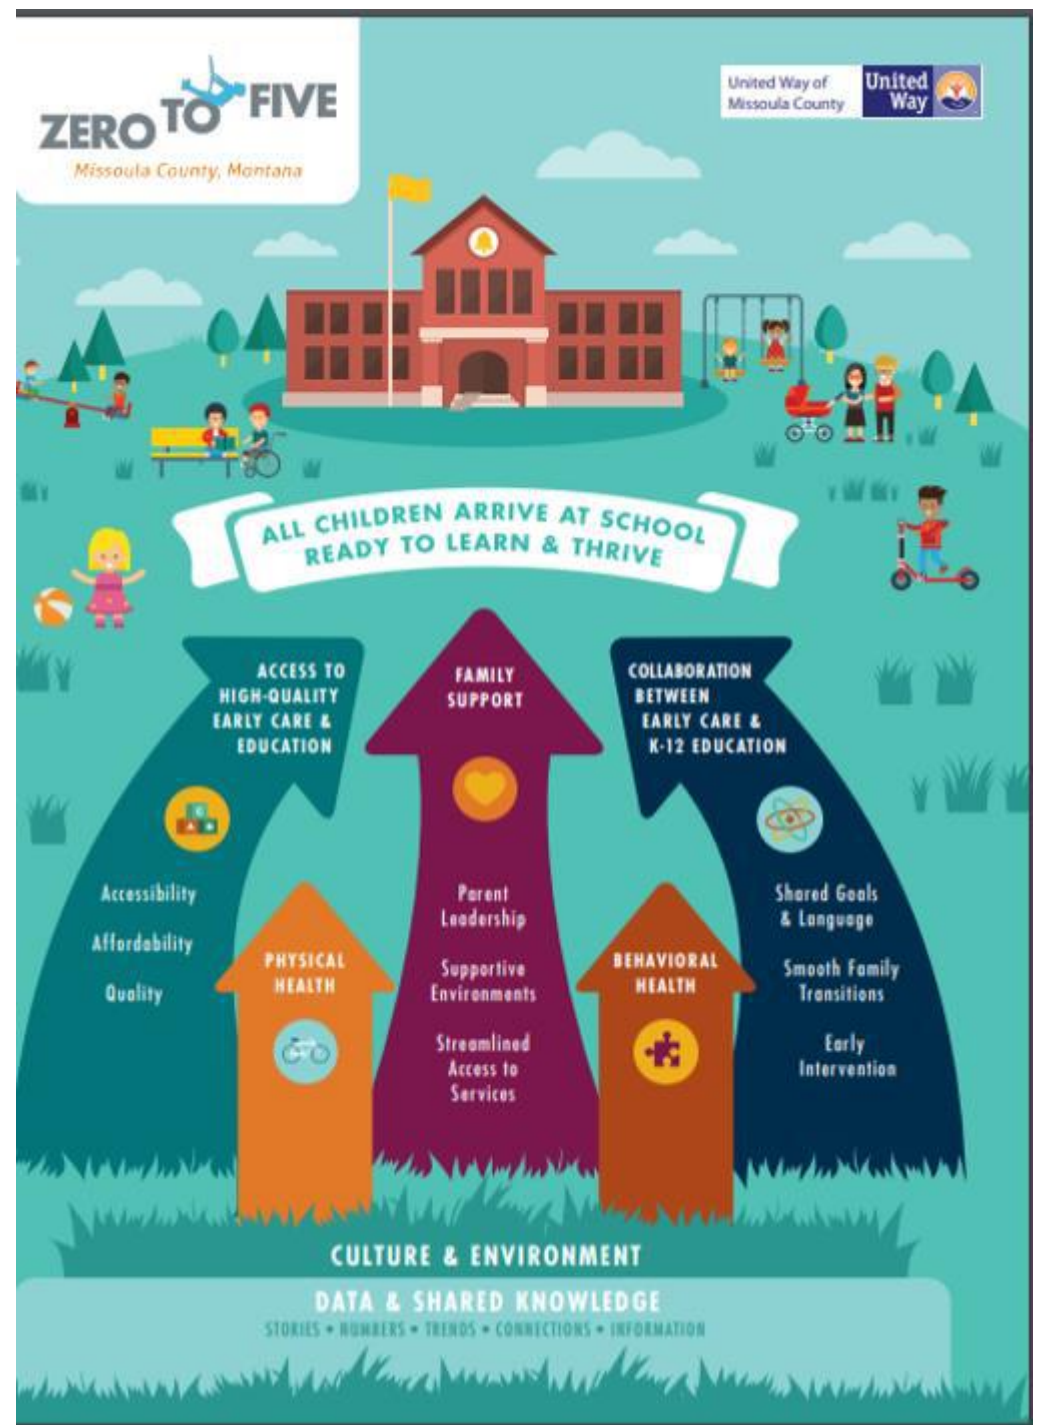 ZERO TO FIVE
Missoula County, Montana
United Way of
Missoula County
United
Way
ALL CHILDREN ARRIVE AT SCHOOL
READY TO LEARN & THRIVE
ACCESS TO
HIGH-QUALITY
EARLY CARE &
EDUCATION
Accessibility
Affordability
Quality
PHYSICAL
HEALTH
FAMILY
SUPPORT
Parent
Leadership
Supportive
Environments
Streamlined
Access to
Services
BEHAVIORAL
HEALTH
COLLABORATION
BETWEEN
EARLY CARE &
K-12 EDUCATION
Shared Goals
& Language
Smooth Family
Transitions
Early
Intervention
CULTURE & ENVIRONMENT
DATA & SHARED KNOWLEDGE
STORIES • NUMBERS • TRENDS • CONNECTIONS • INFORMATION